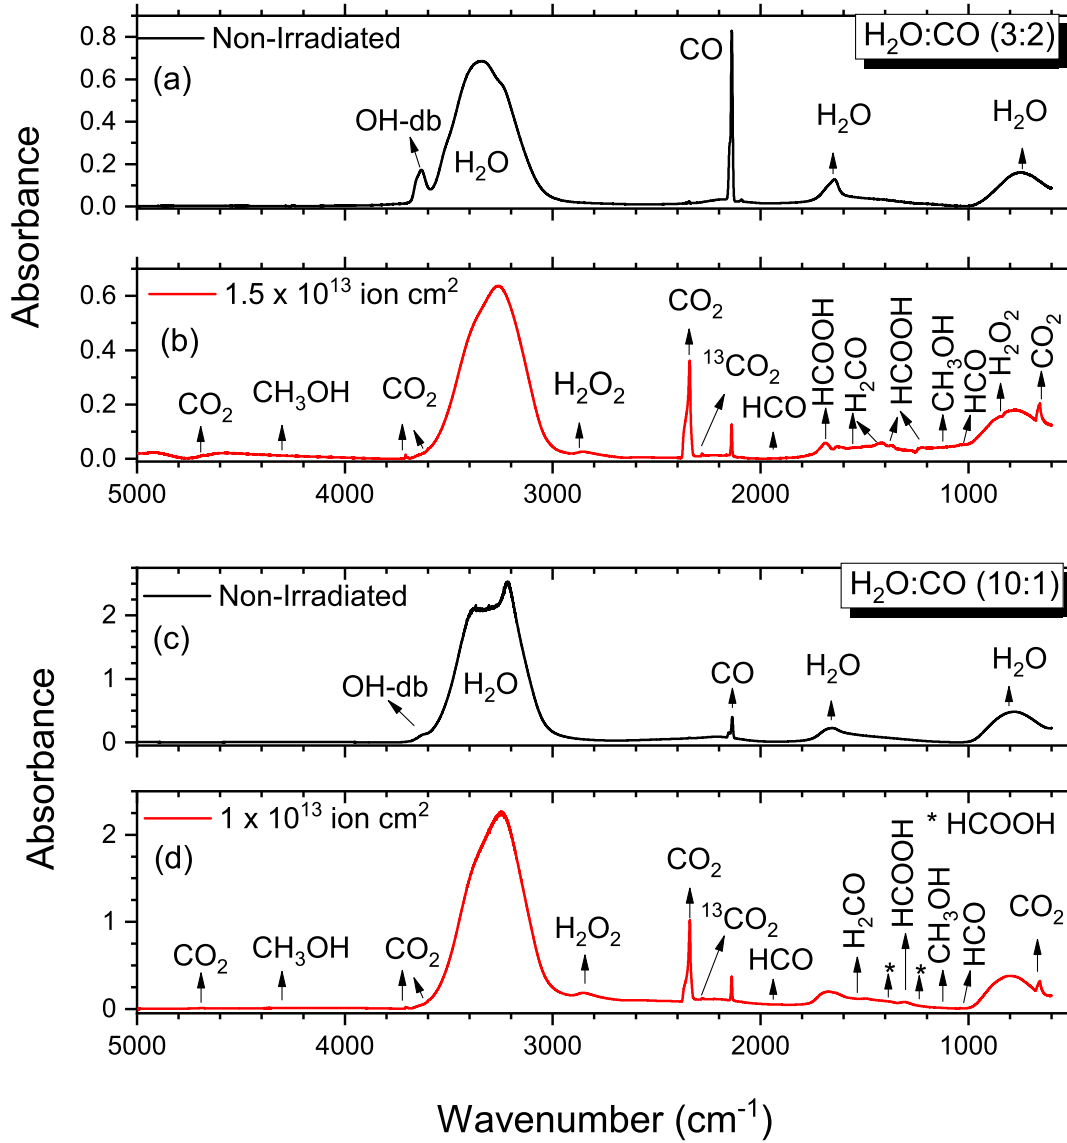 Non-Irradiated
H₂O:CO (3:2)
(a)
OH-db
H₂O
CO
H₂O
H₂O
0.8
0.6
0.4
0.2
0.0
Absorbance
1.5 x 10¹³ ion cm²
(b)
CO₂
CH₃OH
CO₂
H₂O₂
CO₂
¹³CO₂
HCO
HCOOH
H₂CO
HCOOH
CH₃OH
HCO
H₂O₂
CO₂
0.6
0.4
0.2
0.0
5000 4000 3000 2000 1000
Non-Irradiated
H₂O:CO (10:1)
(c)
OH-db
H₂O
CO
H₂O
H₂O
2
1
0
Absorbance
1 x 10¹³ ion cm²
(d)
* HCOOH
CO₂
CH₃OH
CO₂
H₂O₂
CO₂
¹³CO₂
HCO
H₂CO
*
HCOOH
*
CH₃OH
HCO
CO₂
2
1
0
5000 4000 3000 2000 1000
Wavenumber (cm⁻¹)